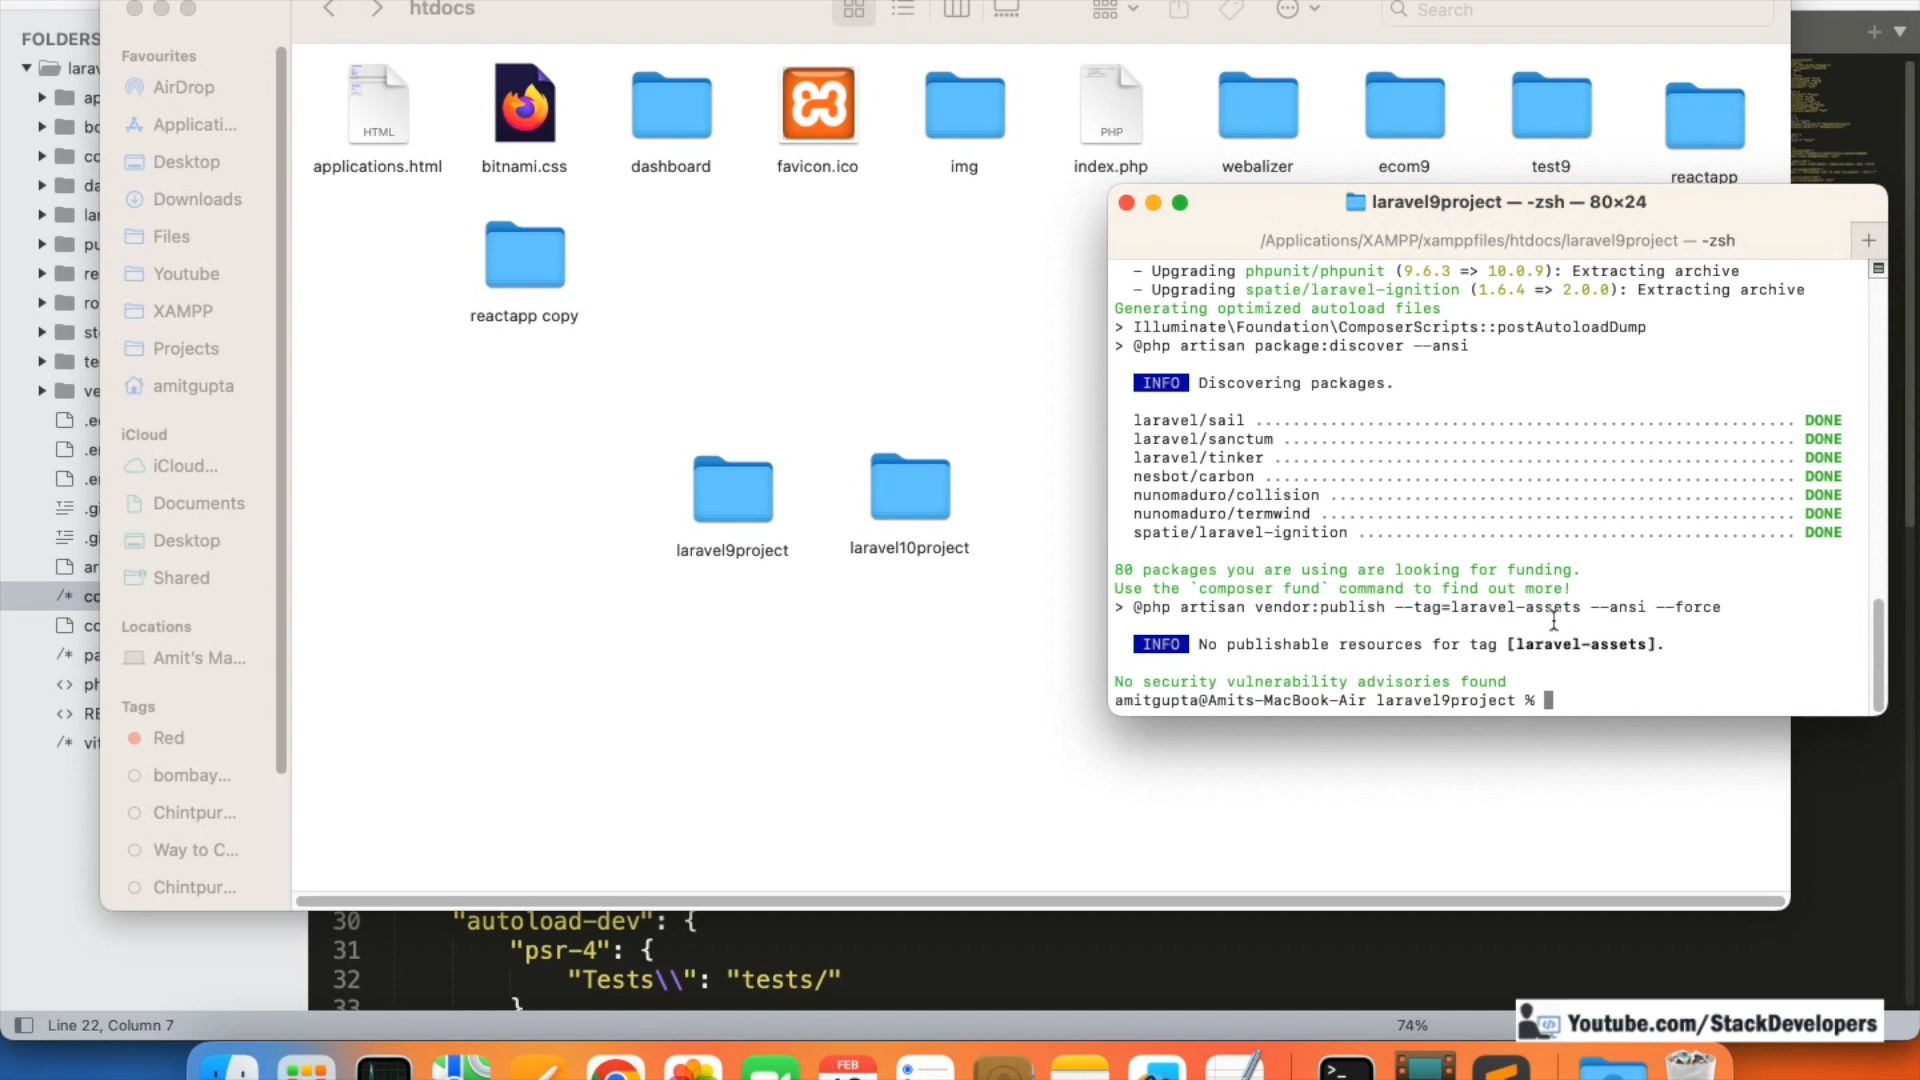 FOLDERS
htdocs
Search
Favourites
AirDrop
Applicati...
Desktop
Downloads
Files
Youtube
XAMPP
Projects
amitgupta
iCloud
iCloud...
Documents
Desktop
Shared
Locations
Amit's Ma...
Tags
Red
bombay...
Chintpur...
Way to C...
Chintpur...
HTML
PHP
applications.html
bitnami.css
dashboard
favicon.ico
img
index.php
webalizer
ecom9
test9
reactapp
reactapp copy
laravel9project
laravel10project
laravel9project — -zsh — 80×24
/Applications/XAMPP/xamppfiles/htdocs/laravel9project — -zsh
- Upgrading phpunit/phpunit (9.6.3 => 10.0.9): Extracting archive
- Upgrading spatie/laravel-ignition (1.6.4 => 2.0.0): Extracting archive
Generating optimized autoload files
> Illuminate\Foundation\ComposerScripts::postAutoloadDump
> @php artisan package:discover --ansi
INFO Discovering packages.
laravel/sail .......................................................... DONE
laravel/sanctum ....................................................... DONE
laravel/tinker ......................................................... DONE
nesbot/carbon ......................................................... DONE
nunomaduro/collision .................................................. DONE
nunomaduro/termwind ................................................... DONE
spatie/laravel-ignition ............................................... DONE
80 packages you are using are looking for funding.
Use the `composer fund` command to find out more!
> @php artisan vendor:publish --tag=laravel-assets --ansi --force
INFO No publishable resources for tag [laravel-assets].
No security vulnerability advisories found
amitgupta@Amits-MacBook-Air laravel9project %
30 "autoload-dev": {
31 "psr-4": {
32 "Tests\\": "tests/"
33 }
Line 22, Column 7
74%
Youtube.com/StackDevelopers
FEB